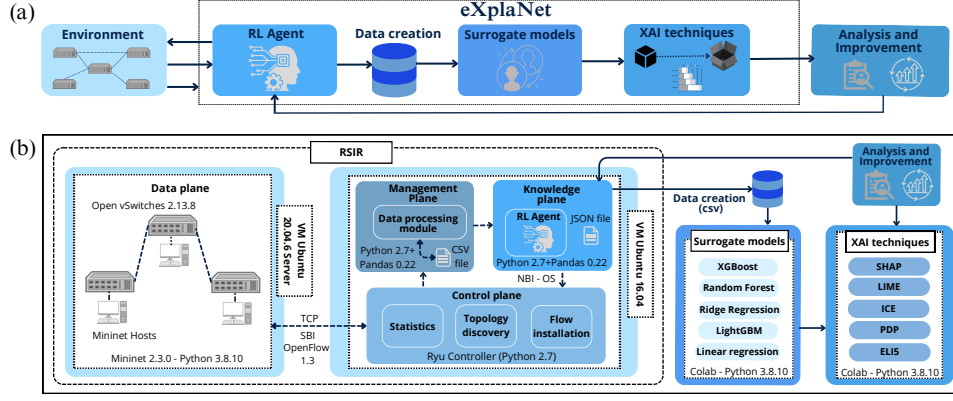 (a)
eXplaNet
Environment
RL Agent
Data creation
Surrogate models
XAI techniques
Analysis and
Improvement
(b)
RSIR
Data plane
Open vSwitches 2.13.8
Mininet Hosts
Mininet 2.3.0 - Python 3.8.10
VM Ubuntu
20.04.6 Server
TCP
SBI
OpenFlow
1.3
Management
Plane
Data processing
module
Python 2.7+
Pandas 0.22
CSV
file
Knowledge
plane
RL Agent
JSON file
Python 2.7+Pandas 0.22
NBI - OS
Control plane
Statistics
Topology
discovery
Flow
installation
Ryu Controller (Python 2.7)
VM Ubuntu 16.04
Data creation
(csv)
Analysis and
Improvement
Surrogate models
XGBoost
Random Forest
Ridge Regression
LightGBM
Linear regression
Colab - Python 3.8.10
XAI techniques
SHAP
LIME
ICE
PDP
ELI5
Colab - Python 3.8.10